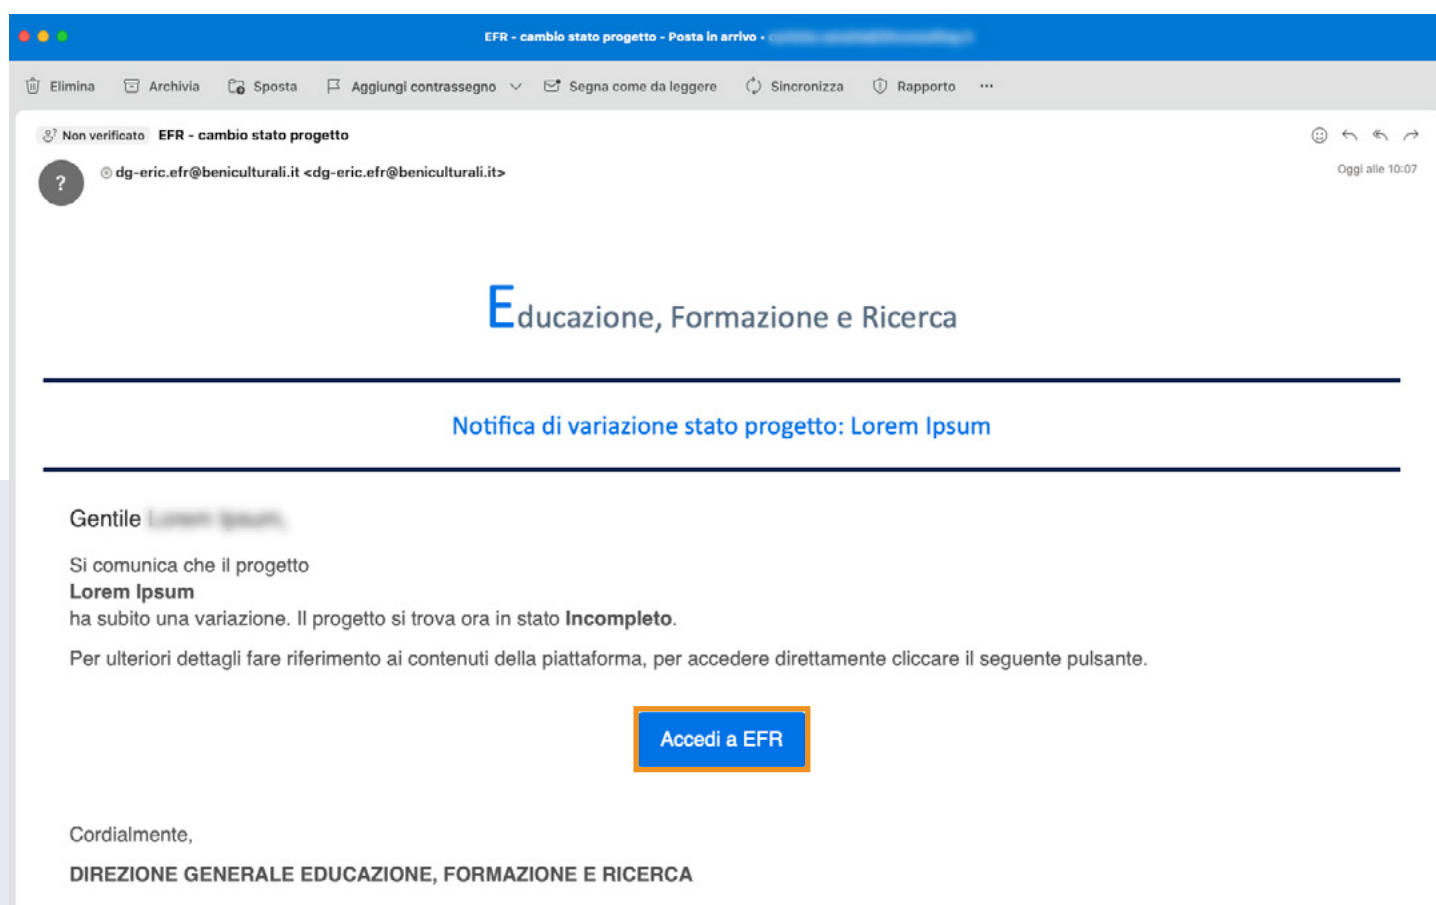 EFR - cambio stato progetto - Posta in arrivo •
Elimina Archivia Sposta Aggiungi contrassegno Segna come da leggere Sincronizza Rapporto ...
Non verificato EFR - cambio stato progetto
? dg-eric.efr@beniculturali.it <dg-eric.efr@beniculturali.it> Oggi alle 10:07
Educazione, Formazione e Ricerca
Notifica di variazione stato progetto: Lorem Ipsum
Gentile
Si comunica che il progetto
Lorem Ipsum
ha subito una variazione. Il progetto si trova ora in stato Incompleto.
Per ulteriori dettagli fare riferimento ai contenuti della piattaforma, per accedere direttamente cliccare il seguente pulsante.
Accedi a EFR
Cordialmente,
DIREZIONE GENERALE EDUCAZIONE, FORMAZIONE E RICERCA